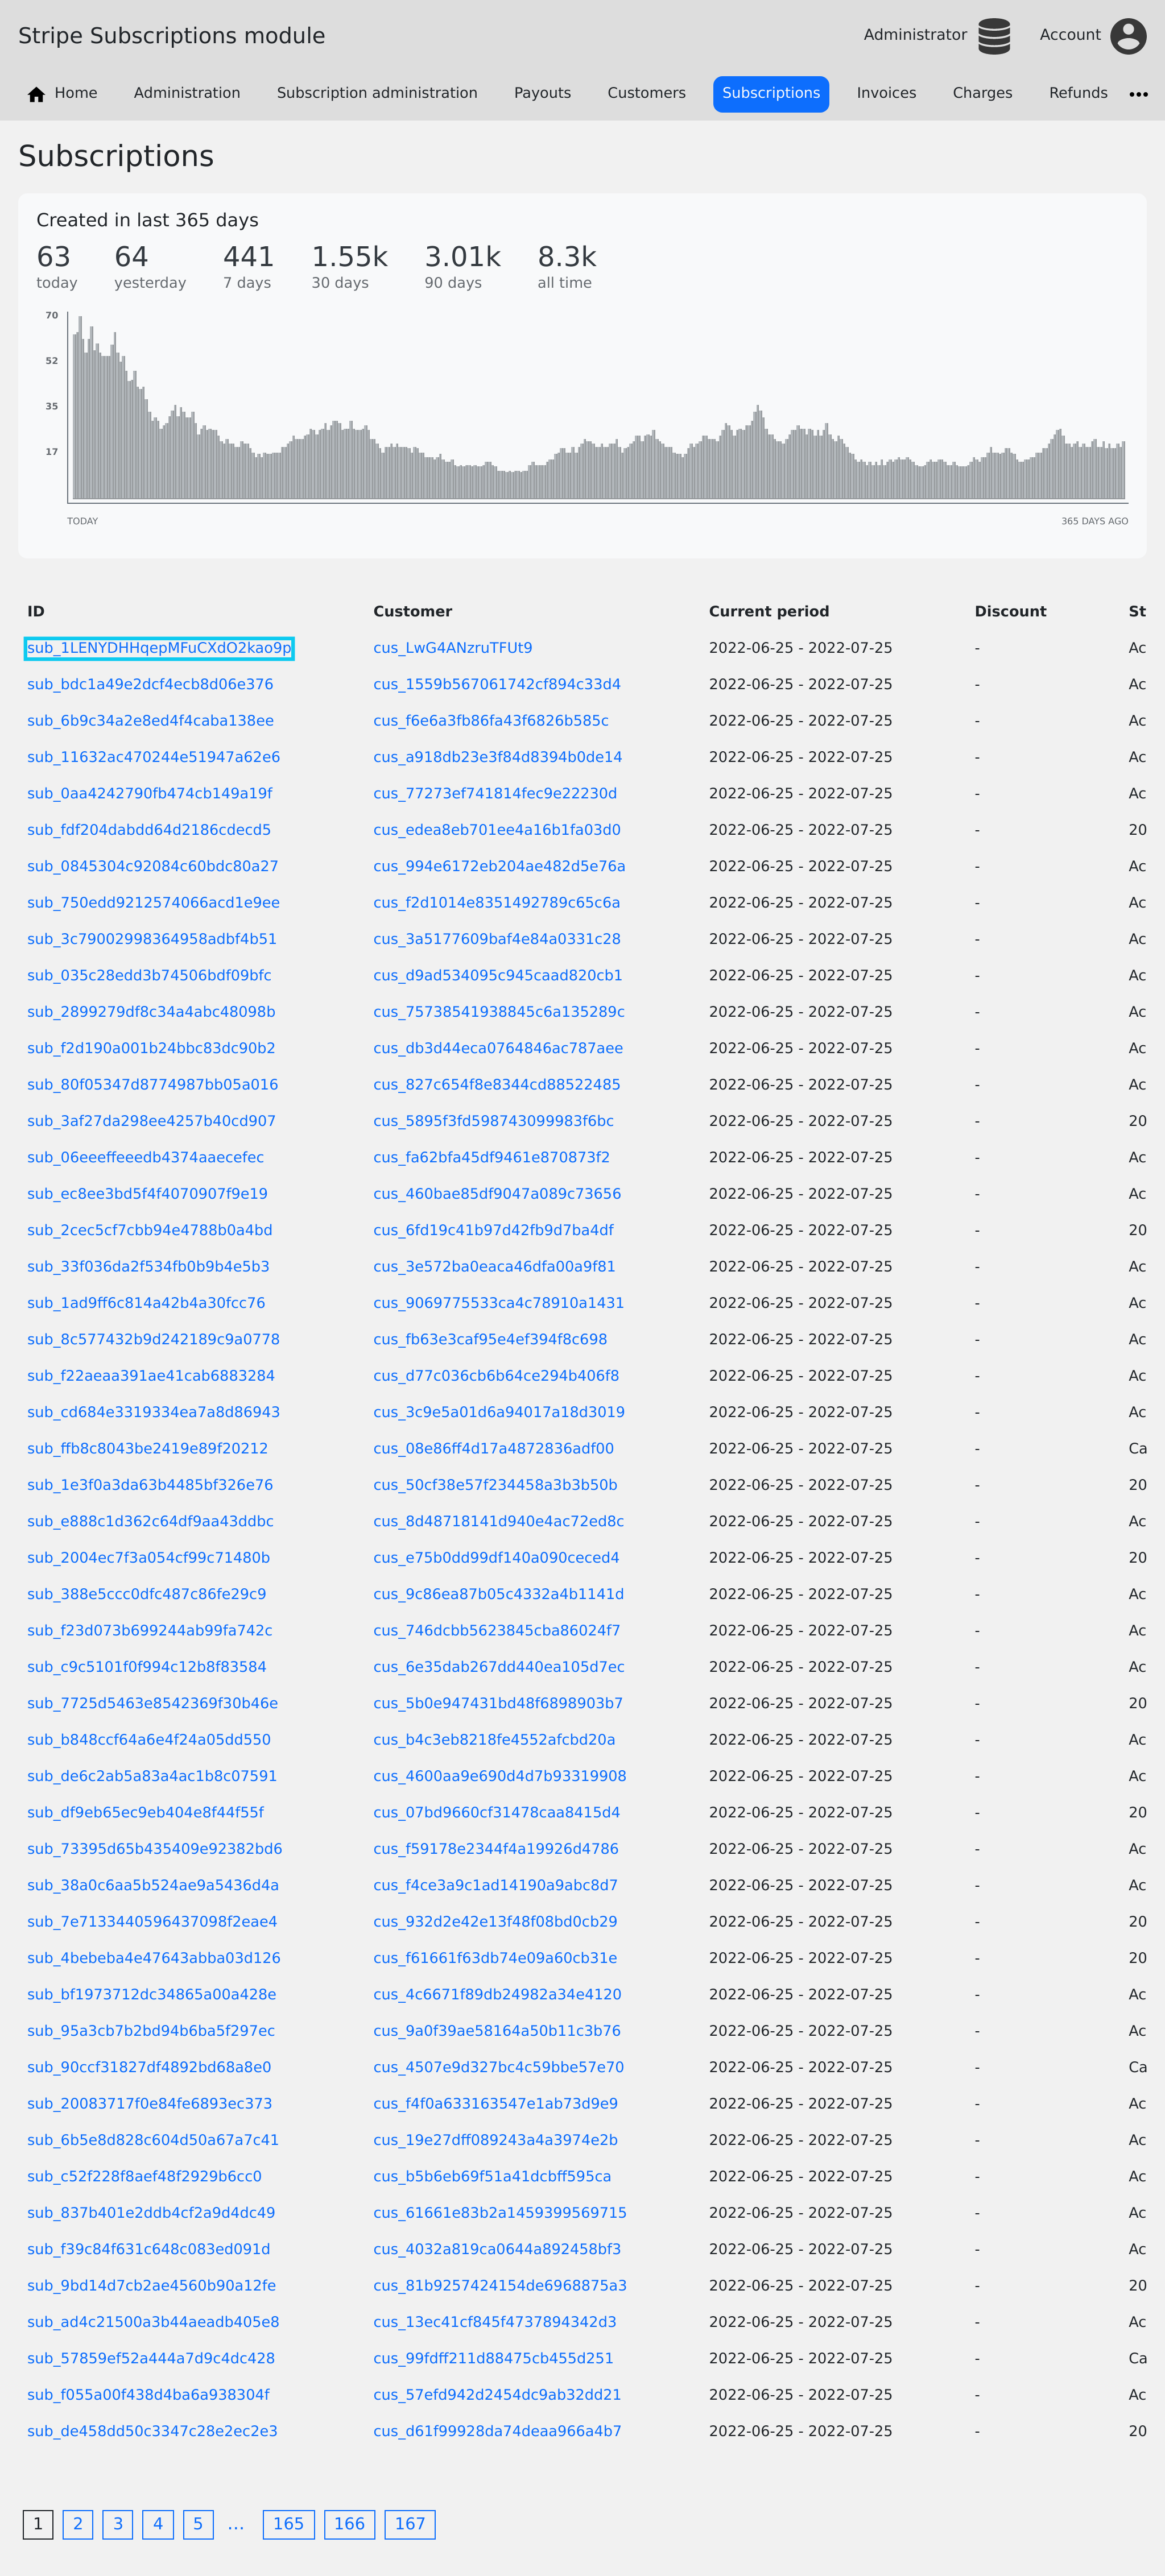 Stripe Subscriptions module
Administrator
Account
Home Administration Subscription administration Payouts Customers Subscriptions Invoices Charges Refunds
Subscriptions
Created in last 365 days
63 64 441 1.55k 3.01k 8.3k
today yesterday 7 days 30 days 90 days all time
70
52
35
17
TODAY 365 DAYS AGO
ID Customer Current period Discount St
sub_1LENYDHHqepMFuCXdO2kao9p cus_LwG4ANzruTFUt9 2022-06-25 - 2022-07-25 - Ac
sub_bdc1a49e2dcf4ecb8d06e376 cus_1559b567061742cf894c33d4 2022-06-25 - 2022-07-25 - Ac
sub_6b9c34a2e8ed4f4caba138ee cus_f6e6a3fb86fa43f6826b585c 2022-06-25 - 2022-07-25 - Ac
sub_11632ac470244e51947a62e6 cus_a918db23e3f84d8394b0de14 2022-06-25 - 2022-07-25 - Ac
sub_0aa4242790fb474cb149a19f cus_77273ef741814fec9e22230d 2022-06-25 - 2022-07-25 - Ac
sub_fdf204dabdd64d2186cdecd5 cus_edea8eb701ee4a16b1fa03d0 2022-06-25 - 2022-07-25 - 20
sub_0845304c92084c60bdc80a27 cus_994e6172eb204ae482d5e76a 2022-06-25 - 2022-07-25 - Ac
sub_750edd9212574066acd1e9ee cus_f2d1014e8351492789c65c6a 2022-06-25 - 2022-07-25 - Ac
sub_3c79002998364958adbf4b51 cus_3a5177609baf4e84a0331c28 2022-06-25 - 2022-07-25 - Ac
sub_035c28edd3b74506bdf09bfc cus_d9ad534095c945caad820cb1 2022-06-25 - 2022-07-25 - Ac
sub_2899279df8c34a4abc48098b cus_75738541938845c6a135289c 2022-06-25 - 2022-07-25 - Ac
sub_f2d190a001b24bbc83dc90b2 cus_db3d44eca0764846ac787aee 2022-06-25 - 2022-07-25 - Ac
sub_80f05347d8774987bb05a016 cus_827c654f8e8344cd88522485 2022-06-25 - 2022-07-25 - Ac
sub_3af27da298ee4257b40cd907 cus_5895f3fd598743099983f6bc 2022-06-25 - 2022-07-25 - 20
sub_06eeeffeeedb4374aaecefec cus_fa62bfa45df9461e870873f2 2022-06-25 - 2022-07-25 - Ac
sub_ec8ee3bd5f4f4070907f9e19 cus_460bae85df9047a089c73656 2022-06-25 - 2022-07-25 - Ac
sub_2cec5cf7cbb94e4788b0a4bd cus_6fd19c41b97d42fb9d7ba4df 2022-06-25 - 2022-07-25 - 20
sub_33f036da2f534fb0b9b4e5b3 cus_3e572ba0eaca46dfa00a9f81 2022-06-25 - 2022-07-25 - Ac
sub_1ad9ff6c814a42b4a30fcc76 cus_9069775533ca4c78910a1431 2022-06-25 - 2022-07-25 - Ac
sub_8c577432b9d242189c9a0778 cus_fb63e3caf95e4ef394f8c698 2022-06-25 - 2022-07-25 - Ac
sub_f22aeaa391ae41cab6883284 cus_d77c036cb6b64ce294b406f8 2022-06-25 - 2022-07-25 - Ac
sub_cd684e3319334ea7a8d86943 cus_3c9e5a01d6a94017a18d3019 2022-06-25 - 2022-07-25 - Ac
sub_ffb8c8043be2419e89f20212 cus_08e86ff4d17a4872836adf00 2022-06-25 - 2022-07-25 - Ca
sub_1e3f0a3da63b4485bf326e76 cus_50cf38e57f234458a3b3b50b 2022-06-25 - 2022-07-25 - 20
sub_e888c1d362c64df9aa43ddbc cus_8d48718141d940e4ac72ed8c 2022-06-25 - 2022-07-25 - Ac
sub_2004ec7f3a054cf99c71480b cus_e75b0dd99df140a090ceced4 2022-06-25 - 2022-07-25 - 20
sub_388e5ccc0dfc487c86fe29c9 cus_9c86ea87b05c4332a4b1141d 2022-06-25 - 2022-07-25 - Ac
sub_f23d073b699244ab99fa742c cus_746dcbb5623845cba86024f7 2022-06-25 - 2022-07-25 - Ac
sub_c9c5101f0f994c12b8f83584 cus_6e35dab267dd440ea105d7ec 2022-06-25 - 2022-07-25 - Ac
sub_7725d5463e8542369f30b46e cus_5b0e947431bd48f6898903b7 2022-06-25 - 2022-07-25 - 20
sub_b848ccf64a6e4f24a05dd550 cus_b4c3eb8218fe4552afcbd20a 2022-06-25 - 2022-07-25 - Ac
sub_de6c2ab5a83a4ac1b8c07591 cus_4600aa9e690d4d7b93319908 2022-06-25 - 2022-07-25 - Ac
sub_df9eb65ec9eb404e8f44f55f cus_07bd9660cf31478caa8415d4 2022-06-25 - 2022-07-25 - 20
sub_73395d65b435409e92382bd6 cus_f59178e2344f4a19926d4786 2022-06-25 - 2022-07-25 - Ac
sub_38a0c6aa5b524ae9a5436d4a cus_f4ce3a9c1ad14190a9abc8d7 2022-06-25 - 2022-07-25 - Ac
sub_7e7133440596437098f2eae4 cus_932d2e42e13f48f08bd0cb29 2022-06-25 - 2022-07-25 - 20
sub_4bebeba4e47643abba03d126 cus_f61661f63db74e09a60cb31e 2022-06-25 - 2022-07-25 - 20
sub_bf1973712dc34865a00a428e cus_4c6671f89db24982a34e4120 2022-06-25 - 2022-07-25 - Ac
sub_95a3cb7b2bd94b6ba5f297ec cus_9a0f39ae58164a50b11c3b76 2022-06-25 - 2022-07-25 - Ac
sub_90ccf31827df4892bd68a8e0 cus_4507e9d327bc4c59bbe57e70 2022-06-25 - 2022-07-25 - Ca
sub_20083717f0e84fe6893ec373 cus_f4f0a633163547e1ab73d9e9 2022-06-25 - 2022-07-25 - Ac
sub_6b5e8d828c604d50a67a7c41 cus_19e27dff089243a4a3974e2b 2022-06-25 - 2022-07-25 - Ac
sub_c52f228f8aef48f2929b6cc0 cus_b5b6eb69f51a41dcbff595ca 2022-06-25 - 2022-07-25 - Ac
sub_837b401e2ddb4cf2a9d4dc49 cus_61661e83b2a1459399569715 2022-06-25 - 2022-07-25 - Ac
sub_f39c84f631c648c083ed091d cus_4032a819ca0644a892458bf3 2022-06-25 - 2022-07-25 - Ac
sub_9bd14d7cb2ae4560b90a12fe cus_81b9257424154de6968875a3 2022-06-25 - 2022-07-25 - 20
sub_ad4c21500a3b44aeadb405e8 cus_13ec41cf845f4737894342d3 2022-06-25 - 2022-07-25 - Ac
sub_57859ef52a444a7d9c4dc428 cus_99fdff211d88475cb455d251 2022-06-25 - 2022-07-25 - Ca
sub_f055a00f438d4ba6a938304f cus_57efd942d2454dc9ab32dd21 2022-06-25 - 2022-07-25 - Ac
sub_de458dd50c3347c28e2ec2e3 cus_d61f99928da74deaa966a4b7 2022-06-25 - 2022-07-25 - 20
1 2 3 4 5 ... 165 166 167